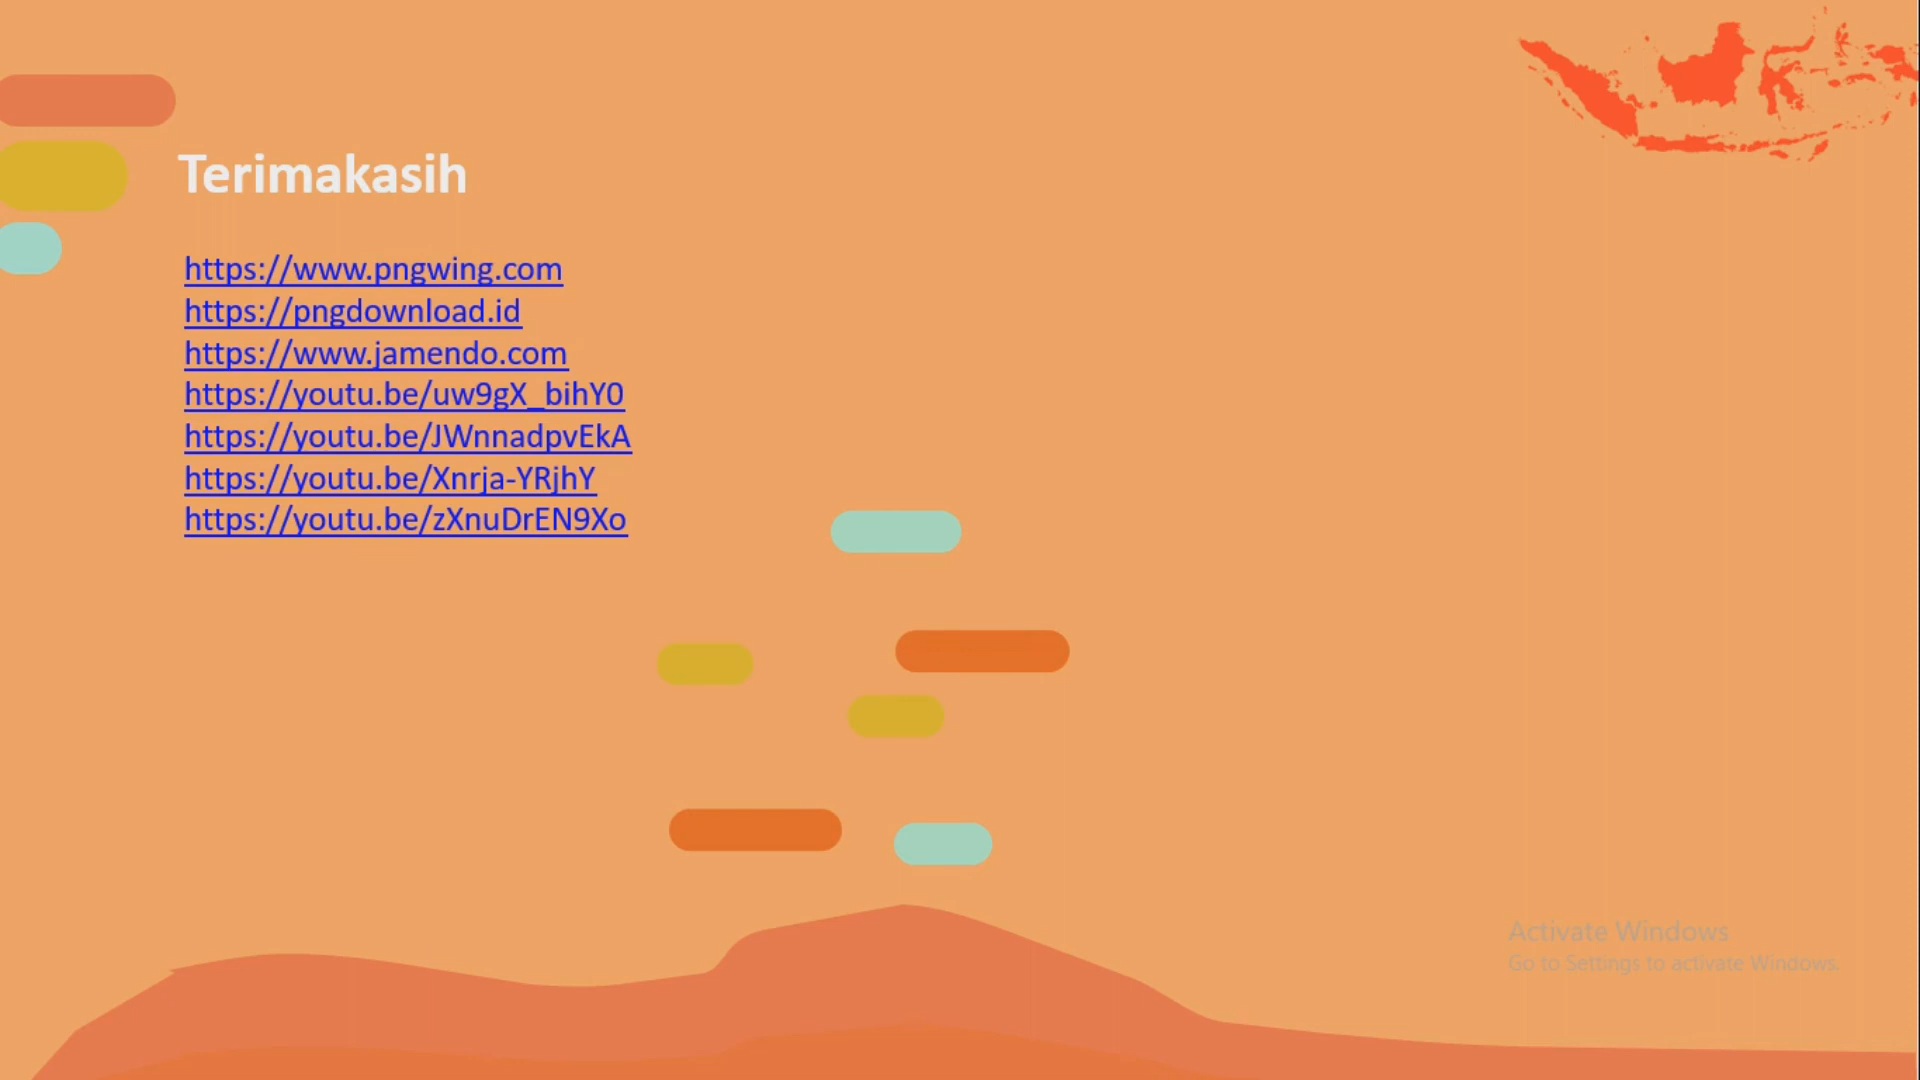 Terimakasih
https://www.pngwing.com
https://pngdownload.id
https://www.jamendo.com
https://youtu.be/uw9gX_bihY0
https://youtu.be/JWnnadpvEkA
https://youtu.be/Xnrja-YRjhY
https://youtu.be/zXnuDrEN9Xo
Activate Windows
Go to Settings to activate Windows.